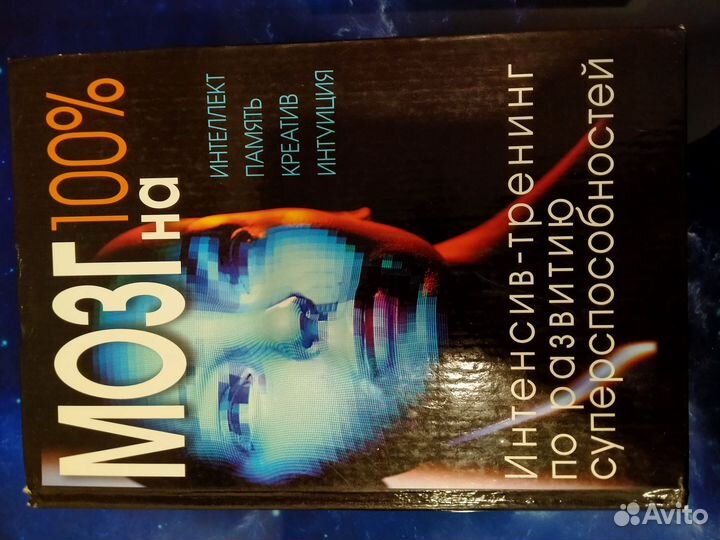 МОЗГ
на 100%
ИНТЕЛЛЕКТ
ПАМЯТЬ
КРЕАТИВ
ИНТУИЦИЯ
Интенсив-тренинг
по развитию
суперспособностей
Avito